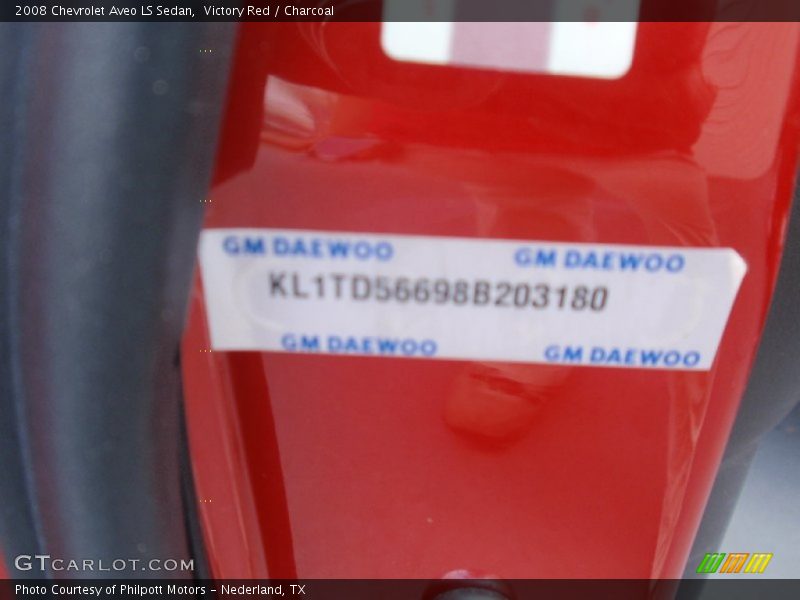 2008 Chevrolet Aveo LS Sedan, Victory Red / Charcoal
GM DAEWOO GM DAEWOO
KL1TD56698B203180
GM DAEWOO GM DAEWOO
GTCARLOT.COM
Photo Courtesy of Philpott Motors - Nederland, TX